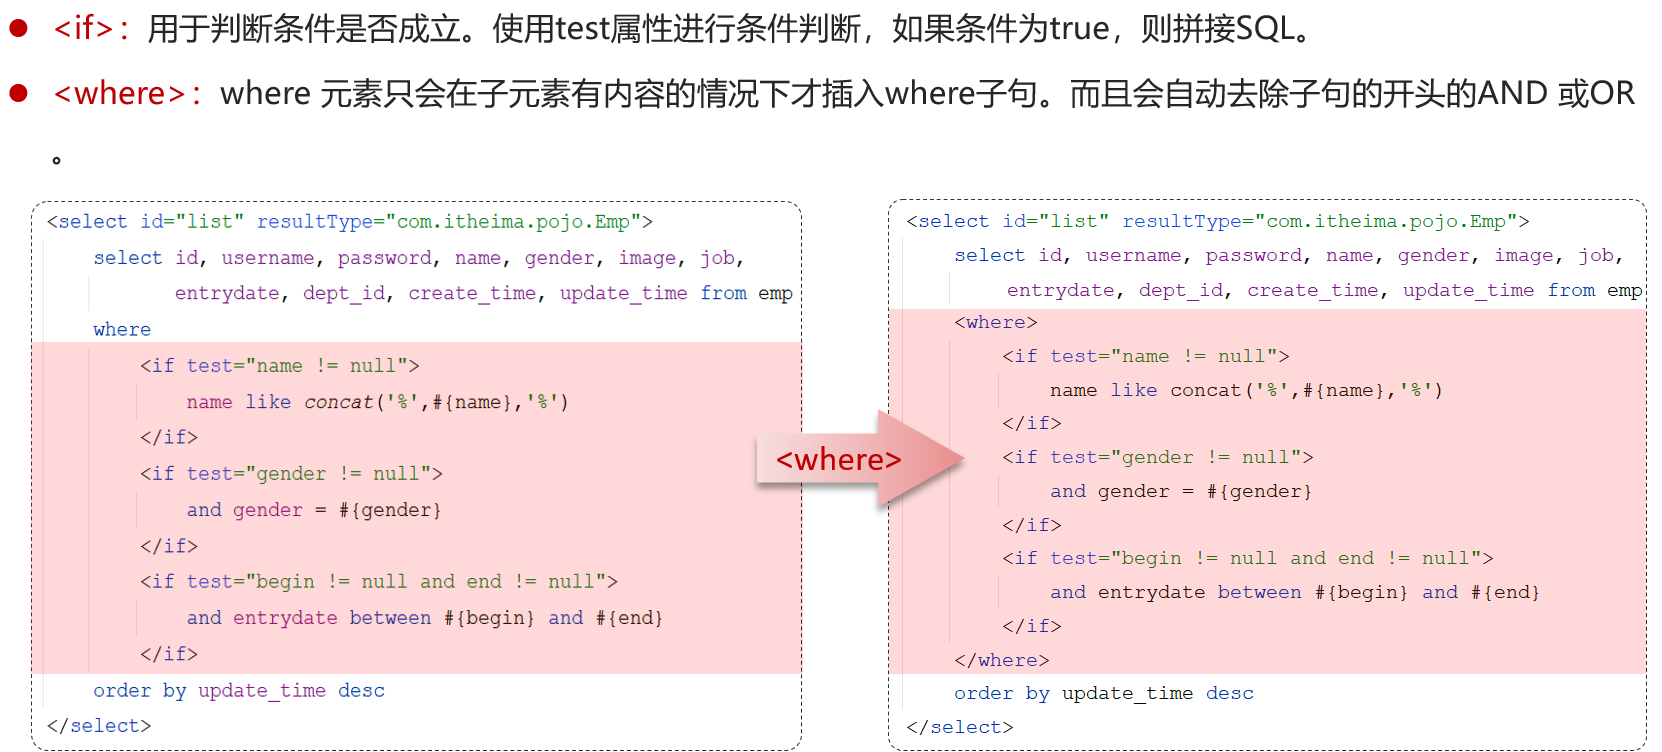 <if>：用于判断条件是否成立。使用test属性进行条件判断，如果条件为true，则拼接SQL。
<where>：where 元素只会在子元素有内容的情况下才插入where子句。而且会自动去除子句的开头的AND 或OR
。
<select id="list" resultType="com.itheima.pojo.Emp">
select id, username, password, name, gender, image, job,
entrydate, dept_id, create_time, update_time from emp
where
<if test="name != null">
name like concat('%',#{name},'%')
</if>
<if test="gender != null">
and gender = #{gender}
</if>
<if test="begin != null and end != null">
and entrydate between #{begin} and #{end}
</if>
order by update_time desc
</select>
<where>
<select id="list" resultType="com.itheima.pojo.Emp">
select id, username, password, name, gender, image, job,
entrydate, dept_id, create_time, update_time from emp
<where>
<if test="name != null">
name like concat('%',#{name},'%')
</if>
<if test="gender != null">
and gender = #{gender}
</if>
<if test="begin != null and end != null">
and entrydate between #{begin} and #{end}
</if>
</where>
order by update_time desc
</select>